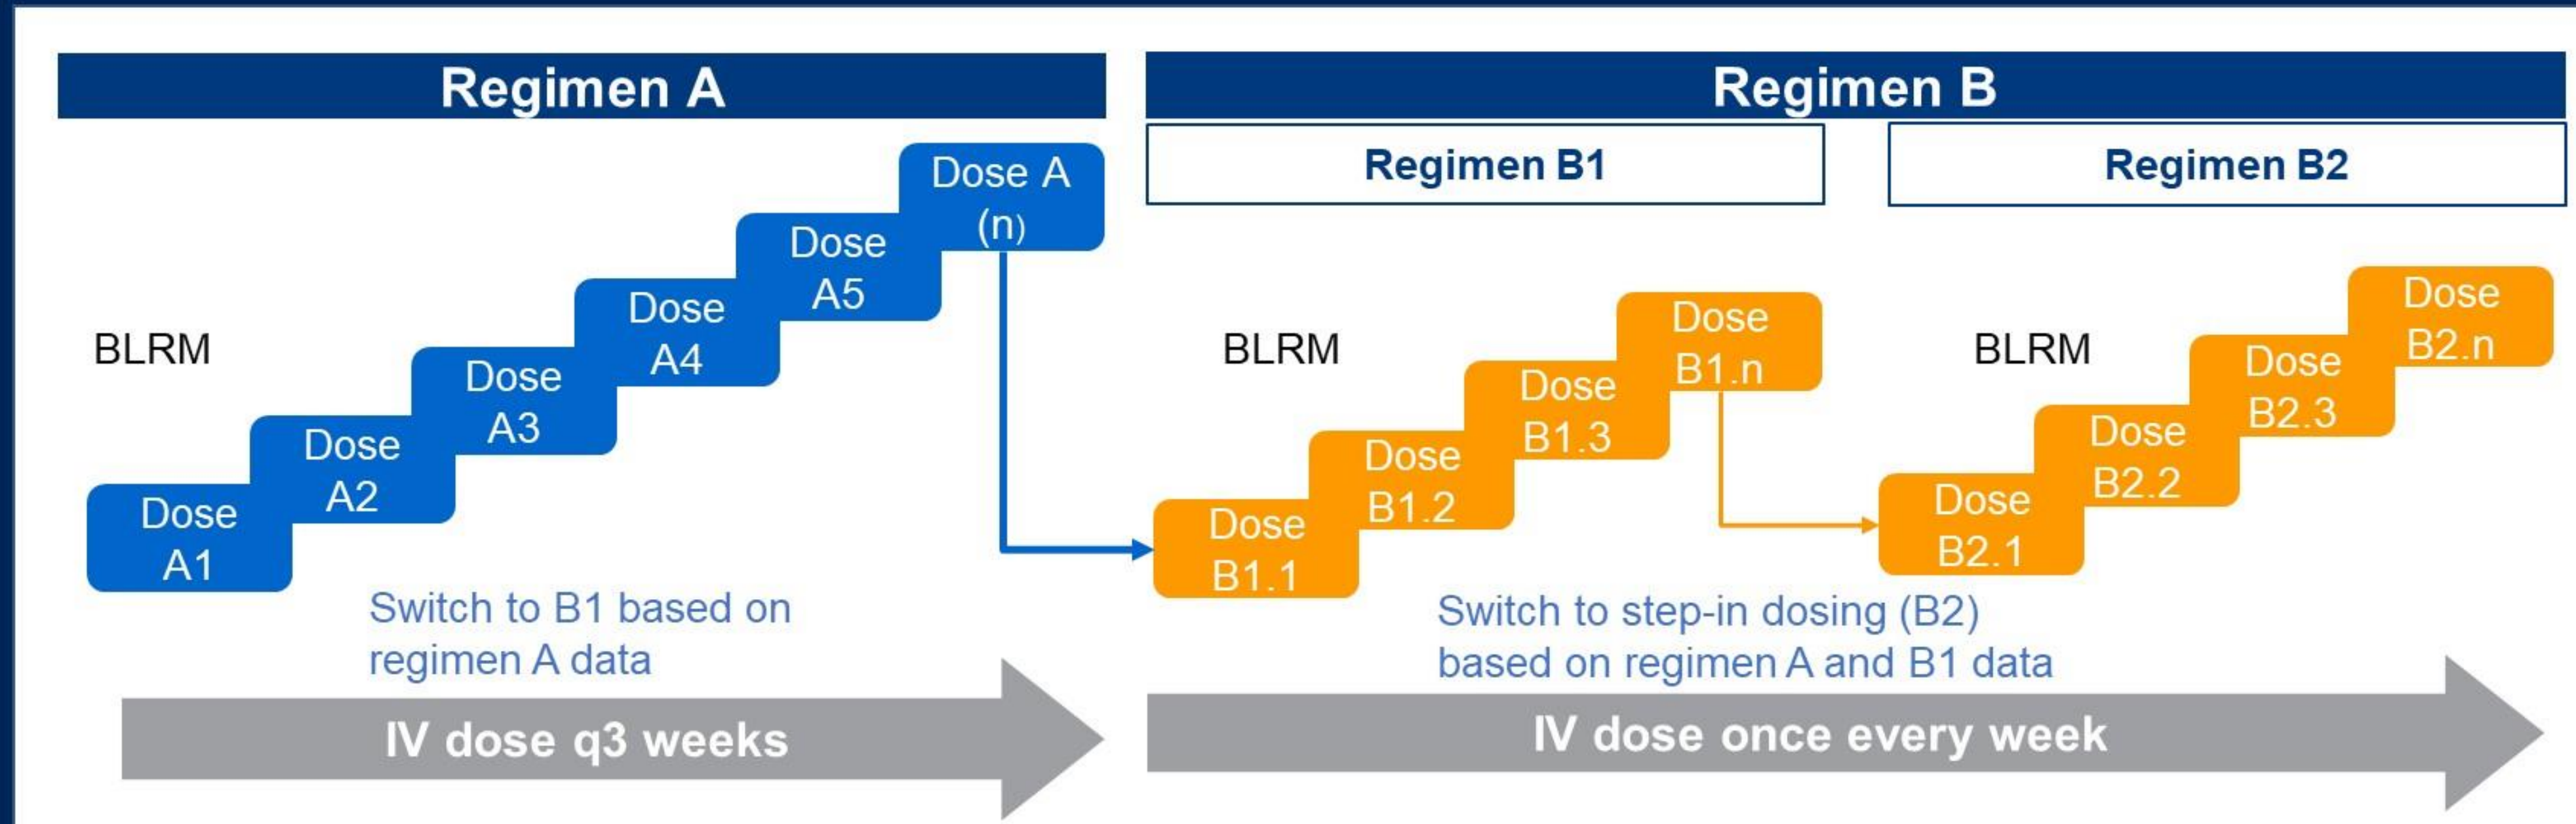 Regimen A
Dose A
(n)
Dose
A5
Dose
A4
Dose
A3
Dose
A2
Dose
A1
BLRM
Switch to B1 based on
regimen A data
IV dose q3 weeks
Regimen B
Regimen B1
Regimen B2
BLRM
Dose
B1.n
Dose
B1.3
Dose
B1.2
Dose
B1.1
BLRM
Dose
B2.n
Dose
B2.3
Dose
B2.2
Dose
B2.1
Switch to step-in dosing (B2)
based on regimen A and B1 data
IV dose once every week